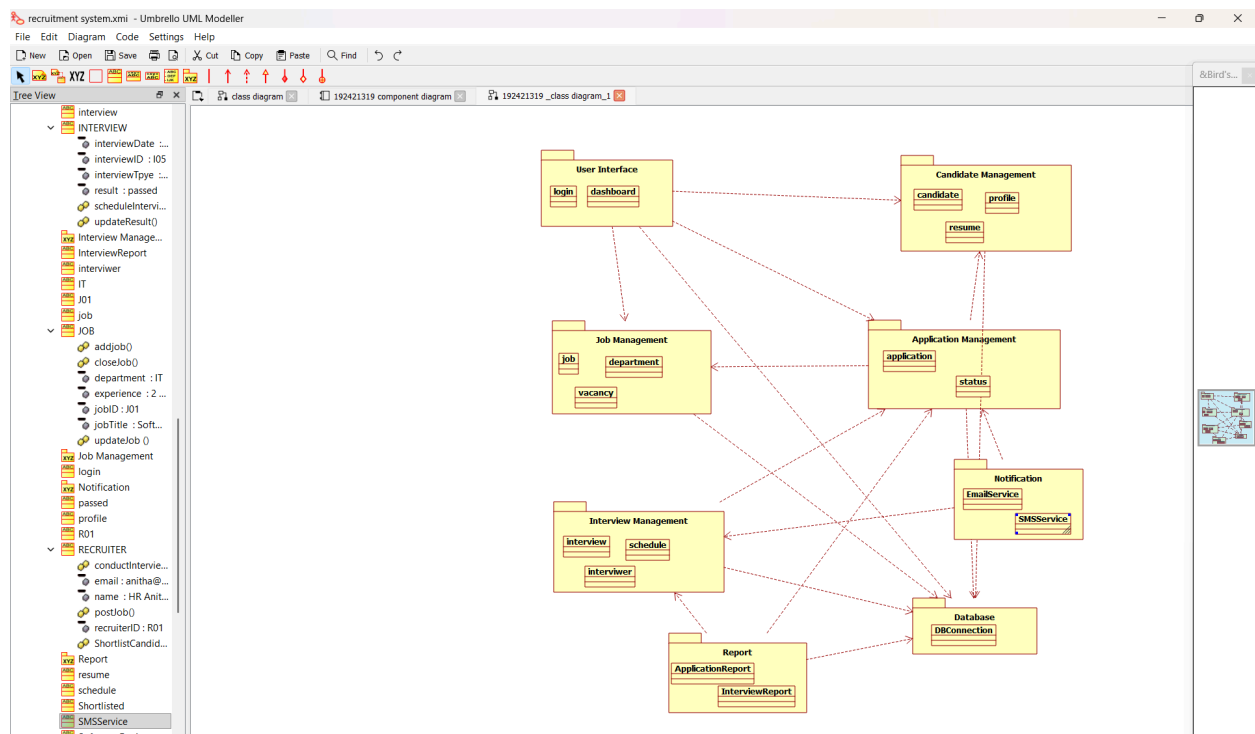 recruitment system.xmi - Umbrello UML Modeller
File Edit Diagram Code Settings Help
New Open Save Cut Copy Paste Find
XYZ
&Bird's...
Tree View
class diagram
192421319 component diagram
192421319 _class diagram_1
interview
INTERVIEW
interviewDate :...
interviewID : I05
interviewTpye :...
result : passed
scheduleIntervi...
updateResult()
Interview Manage...
InterviewReport
interviwer
IT
J01
job
JOB
addjob()
closeJob()
department : IT
experience : 2 ...
jobID : J01
jobTitle : Soft...
updateJob ()
Job Management
login
Notification
passed
profile
R01
RECRUITER
conductIntervie...
email : anitha@...
name : HR Anit...
postJob()
recruiterID : R01
ShortlistCandid...
Report
resume
schedule
Shortlisted
SMSService
User Interface
login dashboard
Candidate Management
candidate profile
resume
Job Management
job department
vacancy
Application Management
application
status
Notification
EmailService
SMSService
Interview Management
interview schedule
interviwer
Database
DBConnection
Report
ApplicationReport
InterviewReport